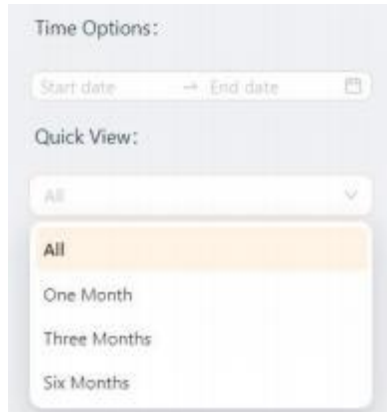 Time Options:
Start date → End date
Quick View:
All
All
One Month
Three Months
Six Months